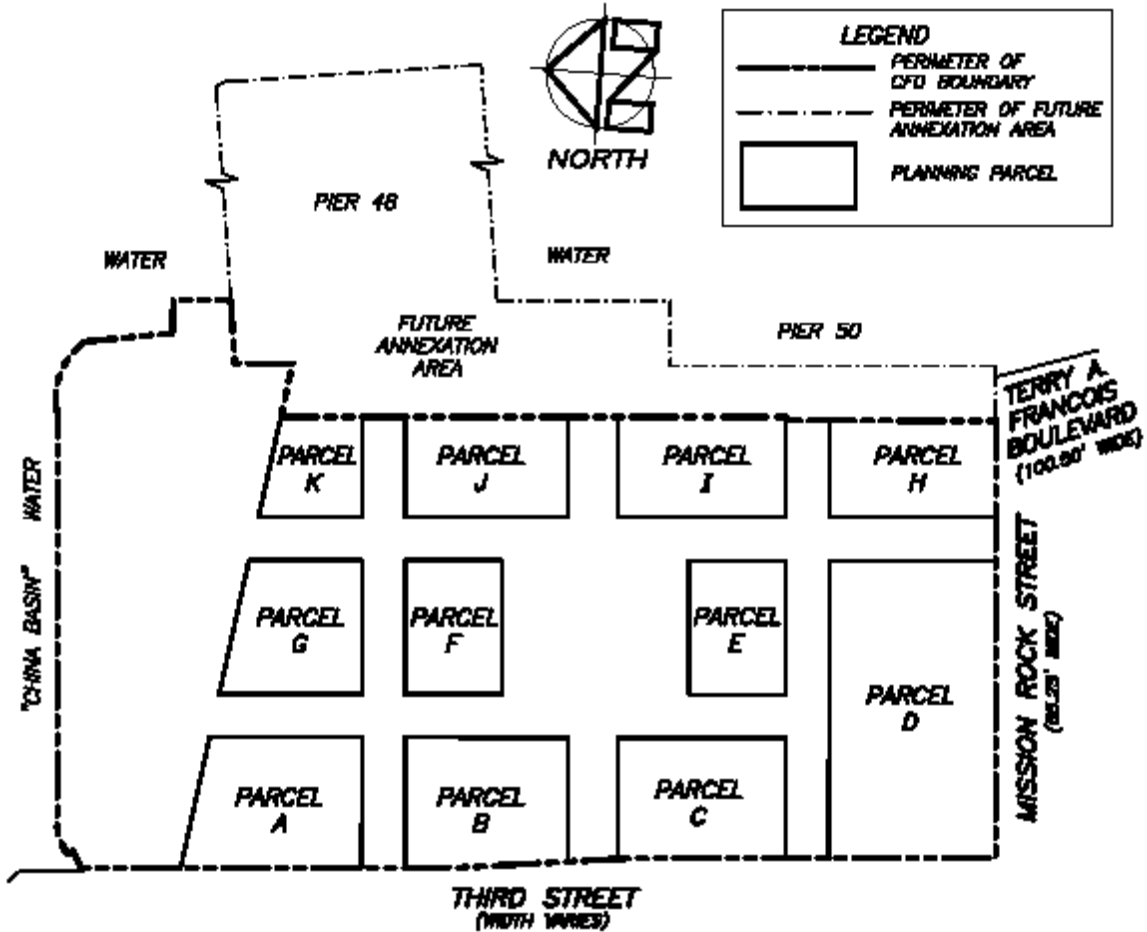 LEGEND
PERIMETER OF
CFD BOUNDARY
PERIMETER OF FUTURE
ANNEXATION AREA
PLANNING PARCEL
NORTH
PIER 48
WATER
WATER
FUTURE
ANNEXATION
AREA
PIER 50
TERRY A.
FRANCOIS
BOULEVARD
WIDE)
PARCEL
K
PARCEL
J
PARCEL
I
PARCEL
H
"CHINA BASIN" WATER
PARCEL
G
PARCEL
F
PARCEL
E
PARCEL
D
MISSION ROCK STREET
WIDE)
PARCEL
A
PARCEL
B
PARCEL
C
THIRD STREET
(WIDTH VARIES)